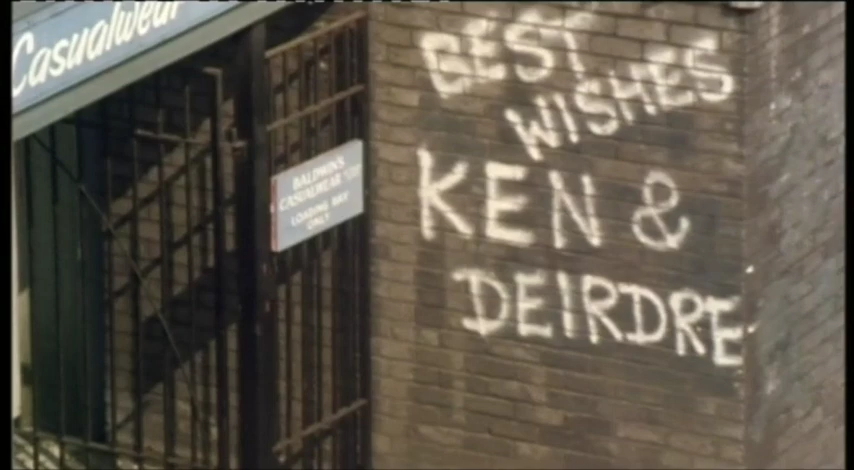 Casualwear
BALDWINS
CASUALWEAR
LOADING BAY
ONLY
BEST
WISHES
KEN &
DEIRDRE